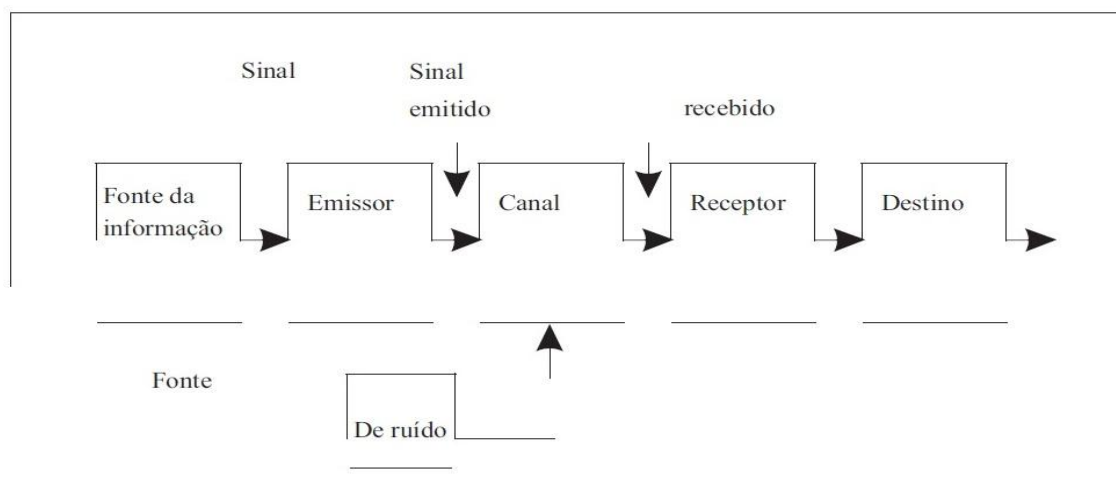 Sinal
Sinal
emitido
recebido
Fonte da
informação
Emissor
Canal
Receptor
Destino
Fonte
De ruído